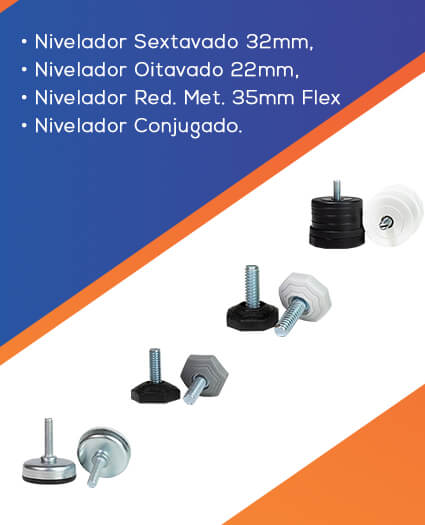 • Nivelador Sextavado 32mm,
• Nivelador Oitavado 22mm,
• Nivelador Red. Met. 35mm Flex
• Nivelador Conjugado.